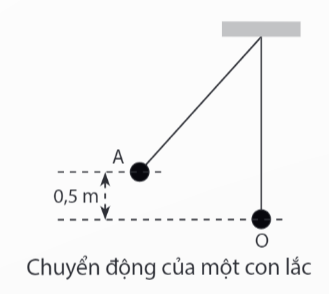 A
0,5 m
O
Chuyển động của một con lắc